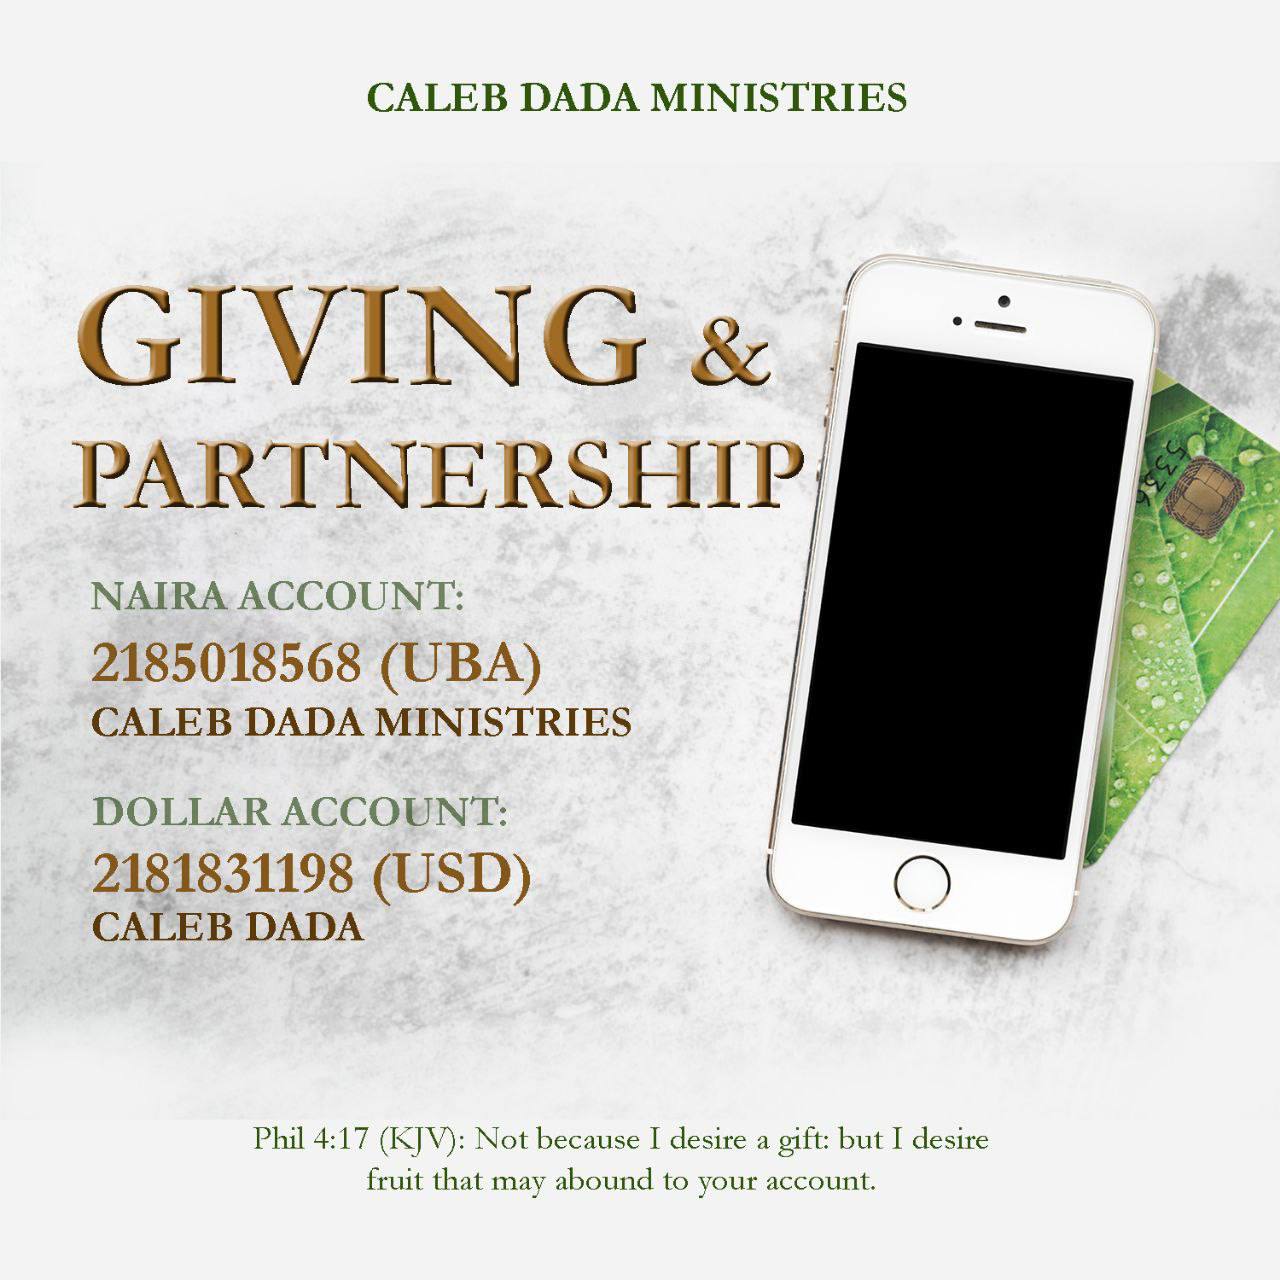 CALEB DADA MINISTRIES
GIVING &
PARTNERSHIP
NAIRA ACCOUNT:
2185018568 (UBA)
CALEB DADA MINISTRIES
DOLLAR ACCOUNT:
2181831198 (USD)
CALEB DADA
5336
Phil 4:17 (KJV): Not because I desire a gift: but I desire
fruit that may abound to your account.